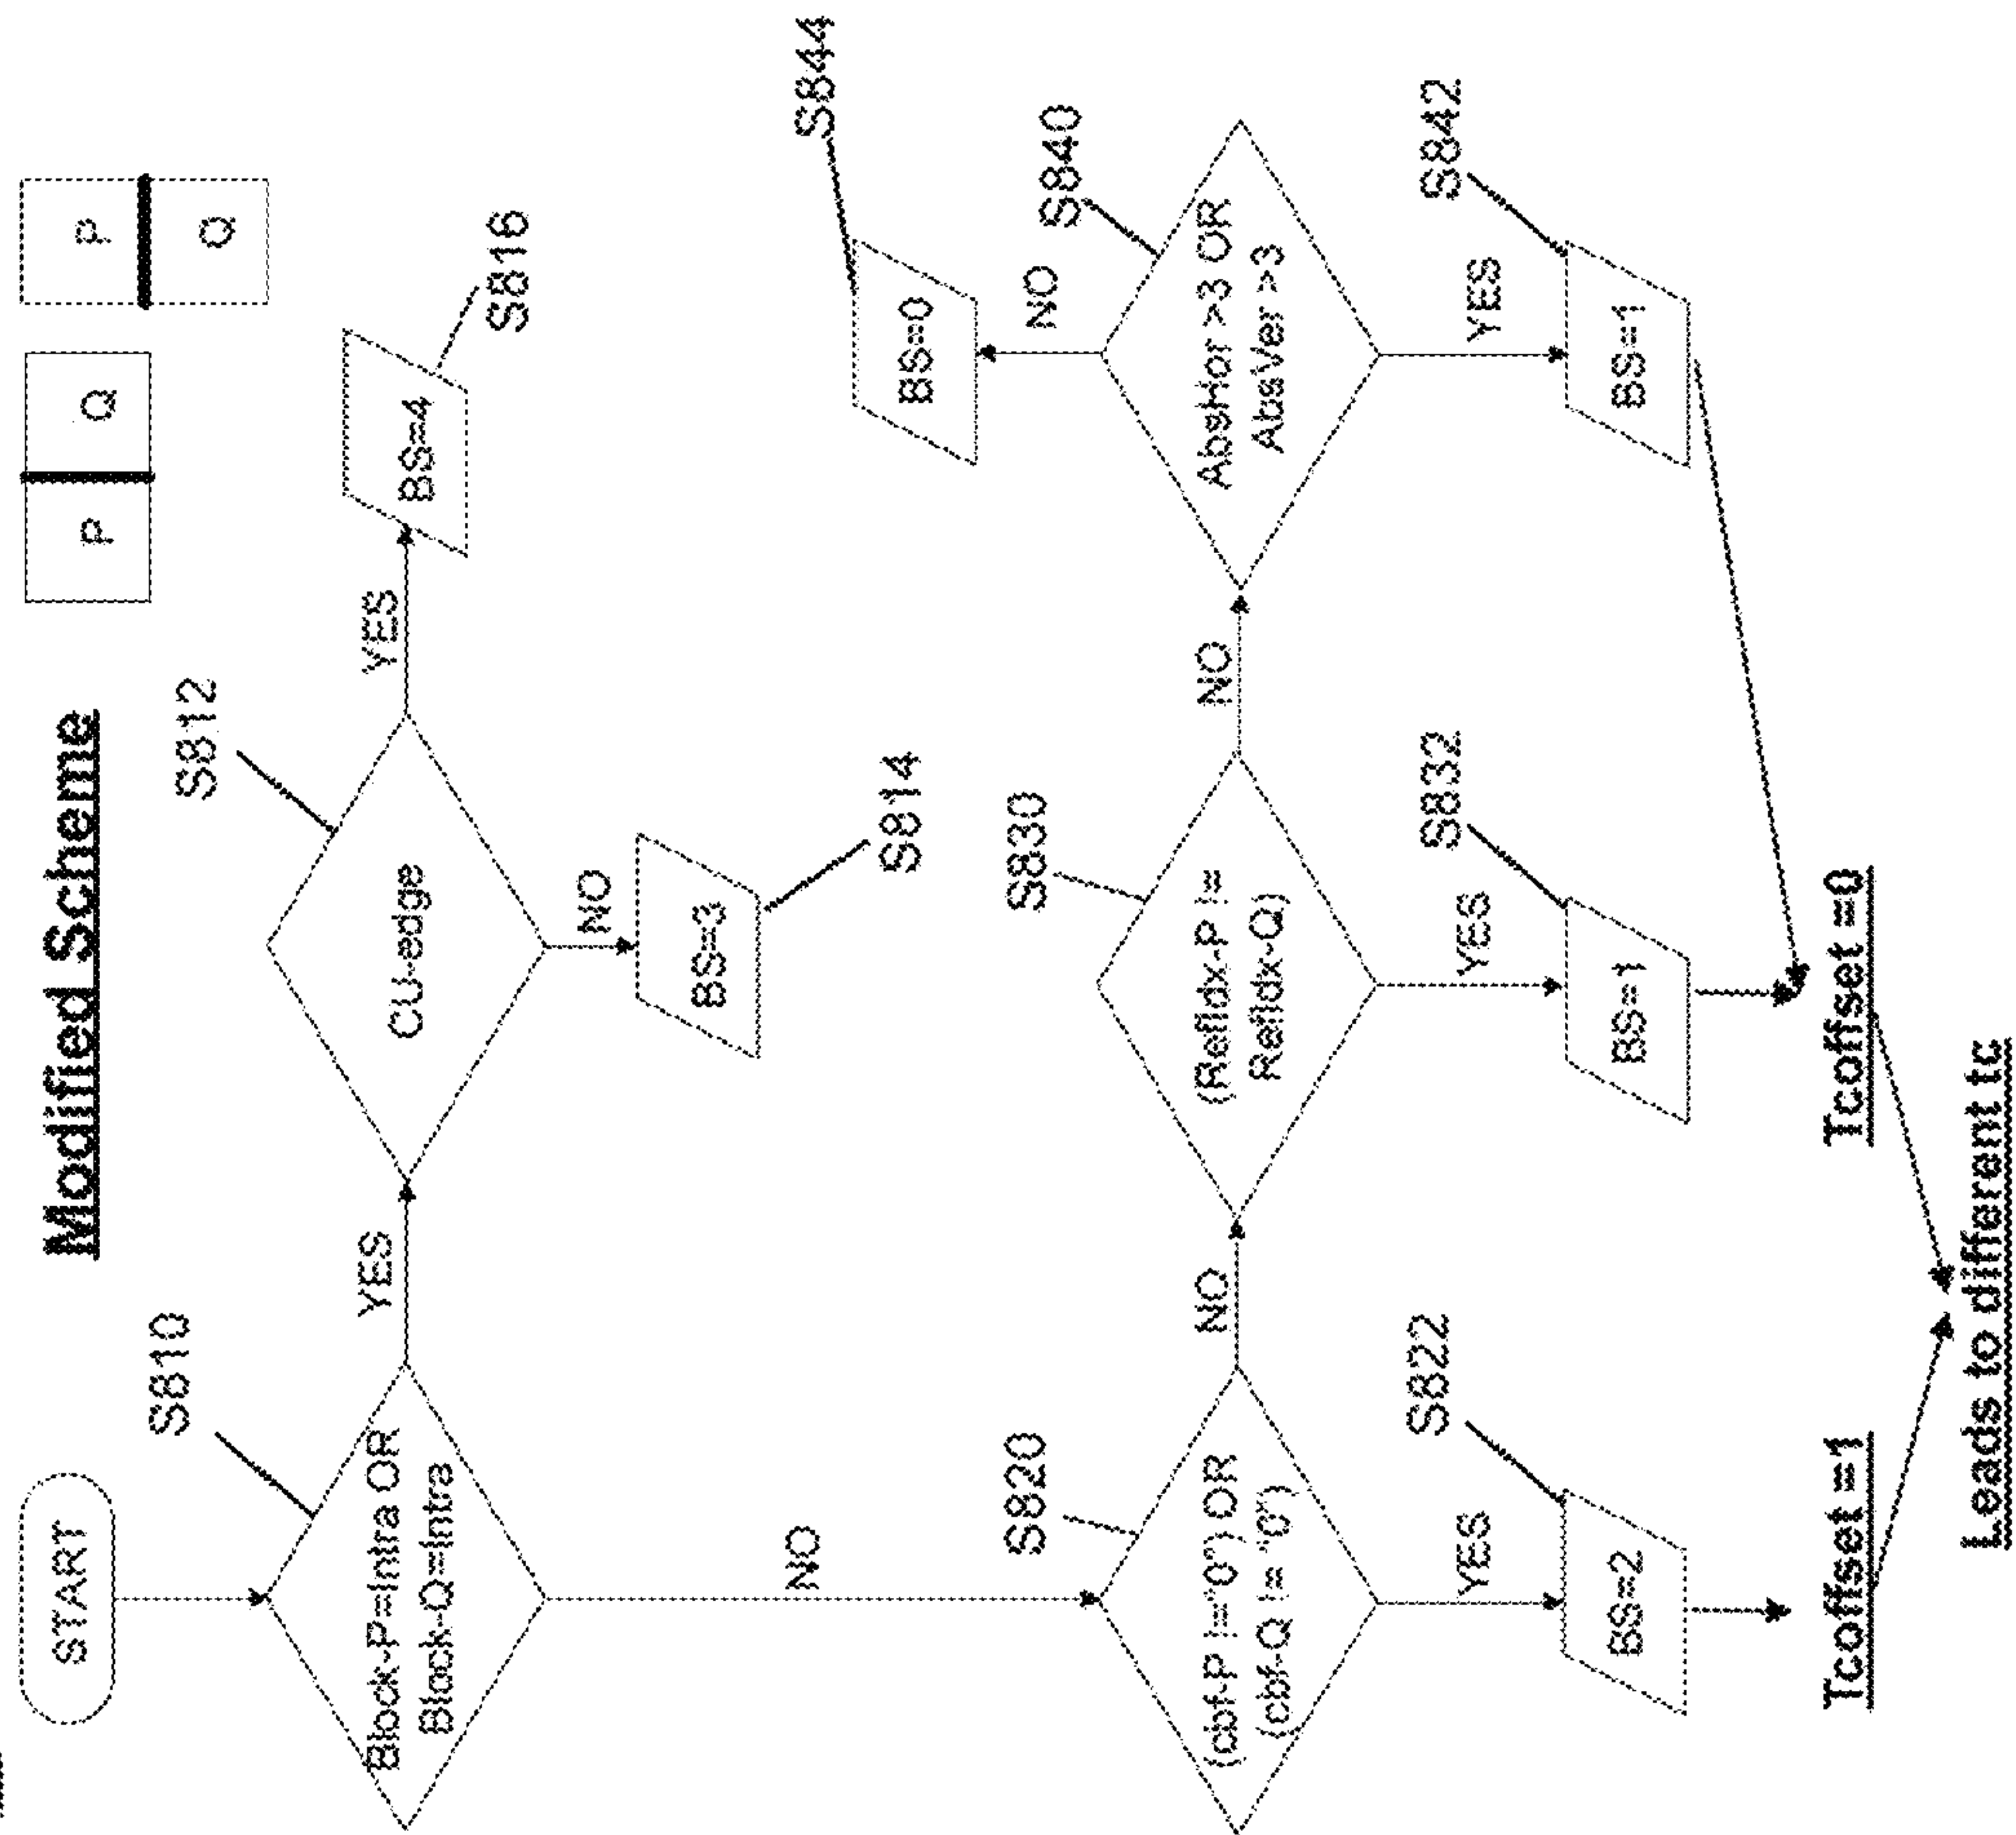 Modified Scheme
START
P
Q
P
Q
S810
Block-P=Intra OR
Block-Q=Intra
YES
S812
CU-edge
YES
BS=4
S816
NO
BS=3
S814
NO
S820
(cbf-P !="0") OR
(cbf-Q != "0")
NO
S830
(RefIdx-P !=
RefIdx-Q)
NO
S840
AbsHor >3 OR
AbsVer >3
NO
BS=0
S844
YES
BS=2
S822
YES
BS=1
S832
YES
BS=1
S842
Tcoffset =1
Tcoffset =0
Leads to different tc